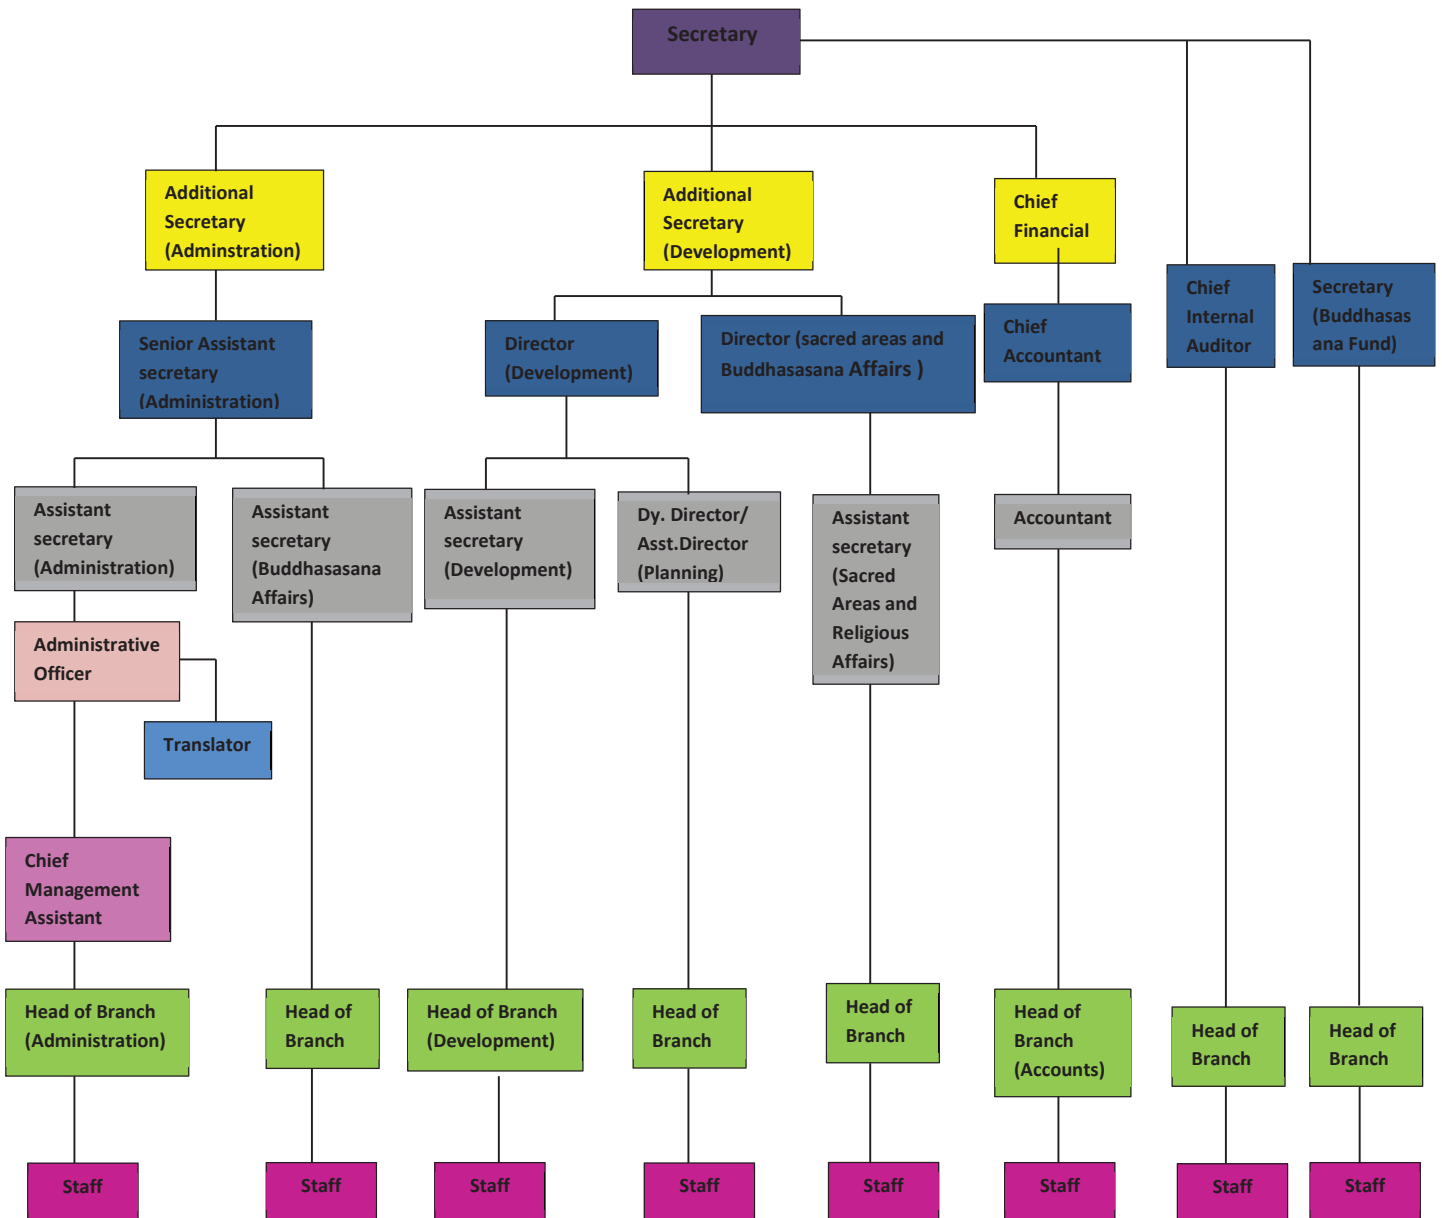 Secretary
Additional
Secretary
(Adminstration)
Additional
Secretary
(Development)
Chief
Financial
Chief
Internal
Auditor
Secretary
(Buddhasas
ana Fund)
Senior Assistant
secretary
(Administration)
Director
(Development)
Director (sacred areas and
Buddhasasana Affairs )
Chief
Accountant
Assistant
secretary
(Administration)
Assistant
secretary
(Buddhasasana
Affairs)
Assistant
secretary
(Development)
Dy. Director/
Asst.Director
(Planning)
Assistant
secretary
(Sacred
Areas and
Religious
Affairs)
Accountant
Administrative
Officer
Translator
Chief
Management
Assistant
Head of Branch
(Administration)
Head of
Branch
Head of Branch
(Development)
Head of
Branch
Head of
Branch
Head of
Branch
(Accounts)
Head of
Branch
Head of
Branch
Staff
Staff
Staff
Staff
Staff
Staff
Staff
Staff